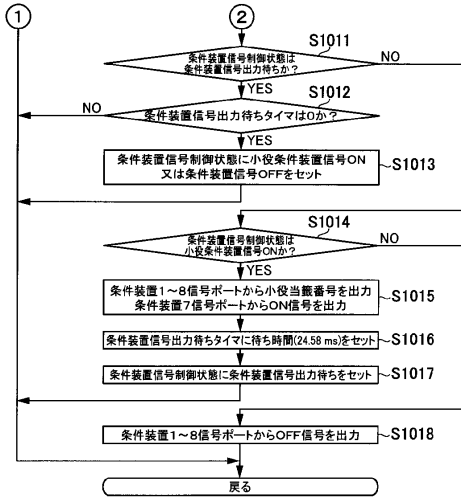 1
2
S1011
条件装置信号制御状態は
条件装置信号出力待ちか?
NO
YES
S1012
NO
条件装置信号出力待ちタイマは0か?
YES
条件装置信号制御状態に小役条件装置信号ON
又は条件装置信号OFFをセット
S1013
S1014
条件装置信号制御状態は
小役条件装置信号ONか?
NO
YES
条件装置1~8信号ポートから小役当籤番号を出力
条件装置7信号ポートからON信号を出力
S1015
条件装置信号出力待ちタイマに待ち時間(24.58 ms)をセット
S1016
条件装置信号制御状態に条件装置信号出力待ちをセット
S1017
条件装置1~8信号ポートからOFF信号を出力
S1018
戻る